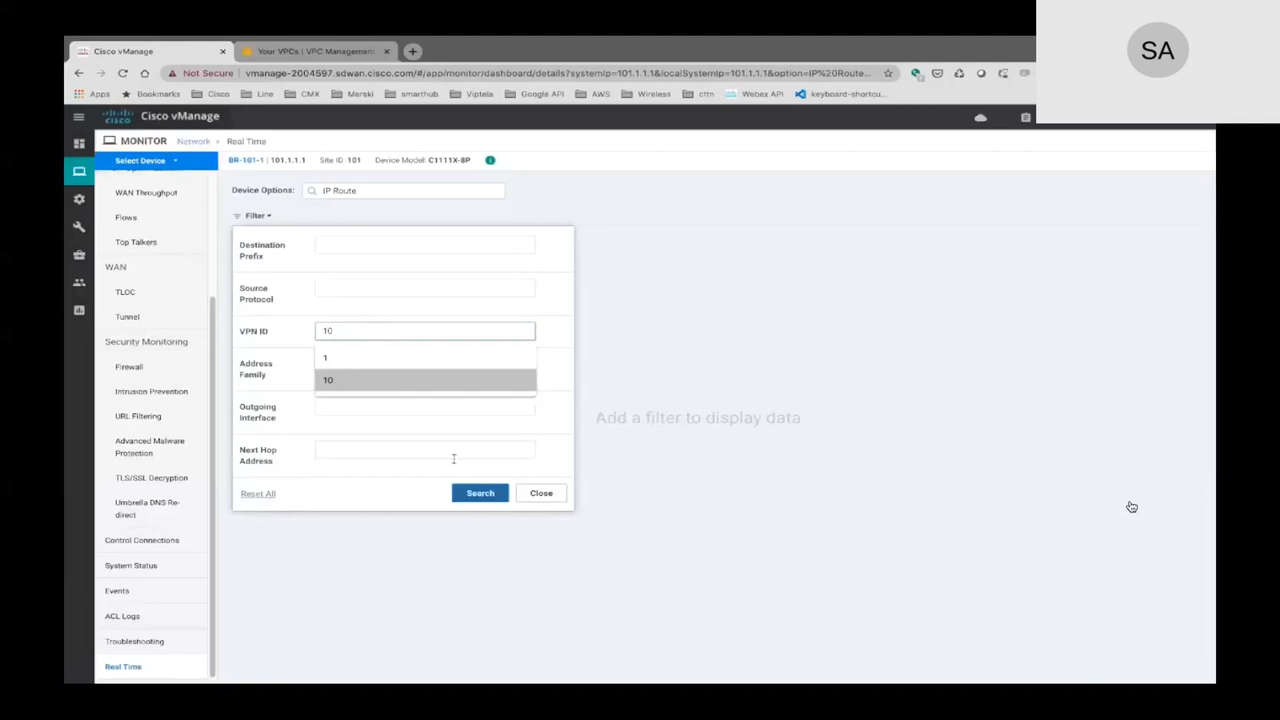 SA
Cisco vManage
Your VPCs | VPC Management
Not Secure
vmanage-2004597.sdwan.cisco.com/#/app/monitor/dashboard/details?systemIp=101.1.1.1&localSystemIp=101.1.1.1&option=IP%20Route...
Apps
Bookmarks
Cisco
Line
CMX
Meraki
smarthub
Viptela
Google API
AWS
Wireless
cttn
Webex API
keyboard-shortcu...
cisco
Cisco vManage
MONITOR
Network > Real Time
Select Device
BR-101-1 | 101.1.1.1
Site ID: 101
Device Model: C1111X-8P
WAN Throughput
Flows
Top Talkers
WAN
TLOC
Tunnel
Security Monitoring
Firewall
Intrusion Prevention
URL Filtering
Advanced Malware
Protection
TLS/SSL Decryption
Umbrella DNS Re-
direct
Control Connections
System Status
Events
ACL Logs
Troubleshooting
Real Time
Device Options:
IP Route
Filter
Destination
Prefix
Source
Protocol
VPN ID
10
1
10
Address
Family
Outgoing
Interface
Next Hop
Address
Reset All
Search
Close
Add a filter to display data